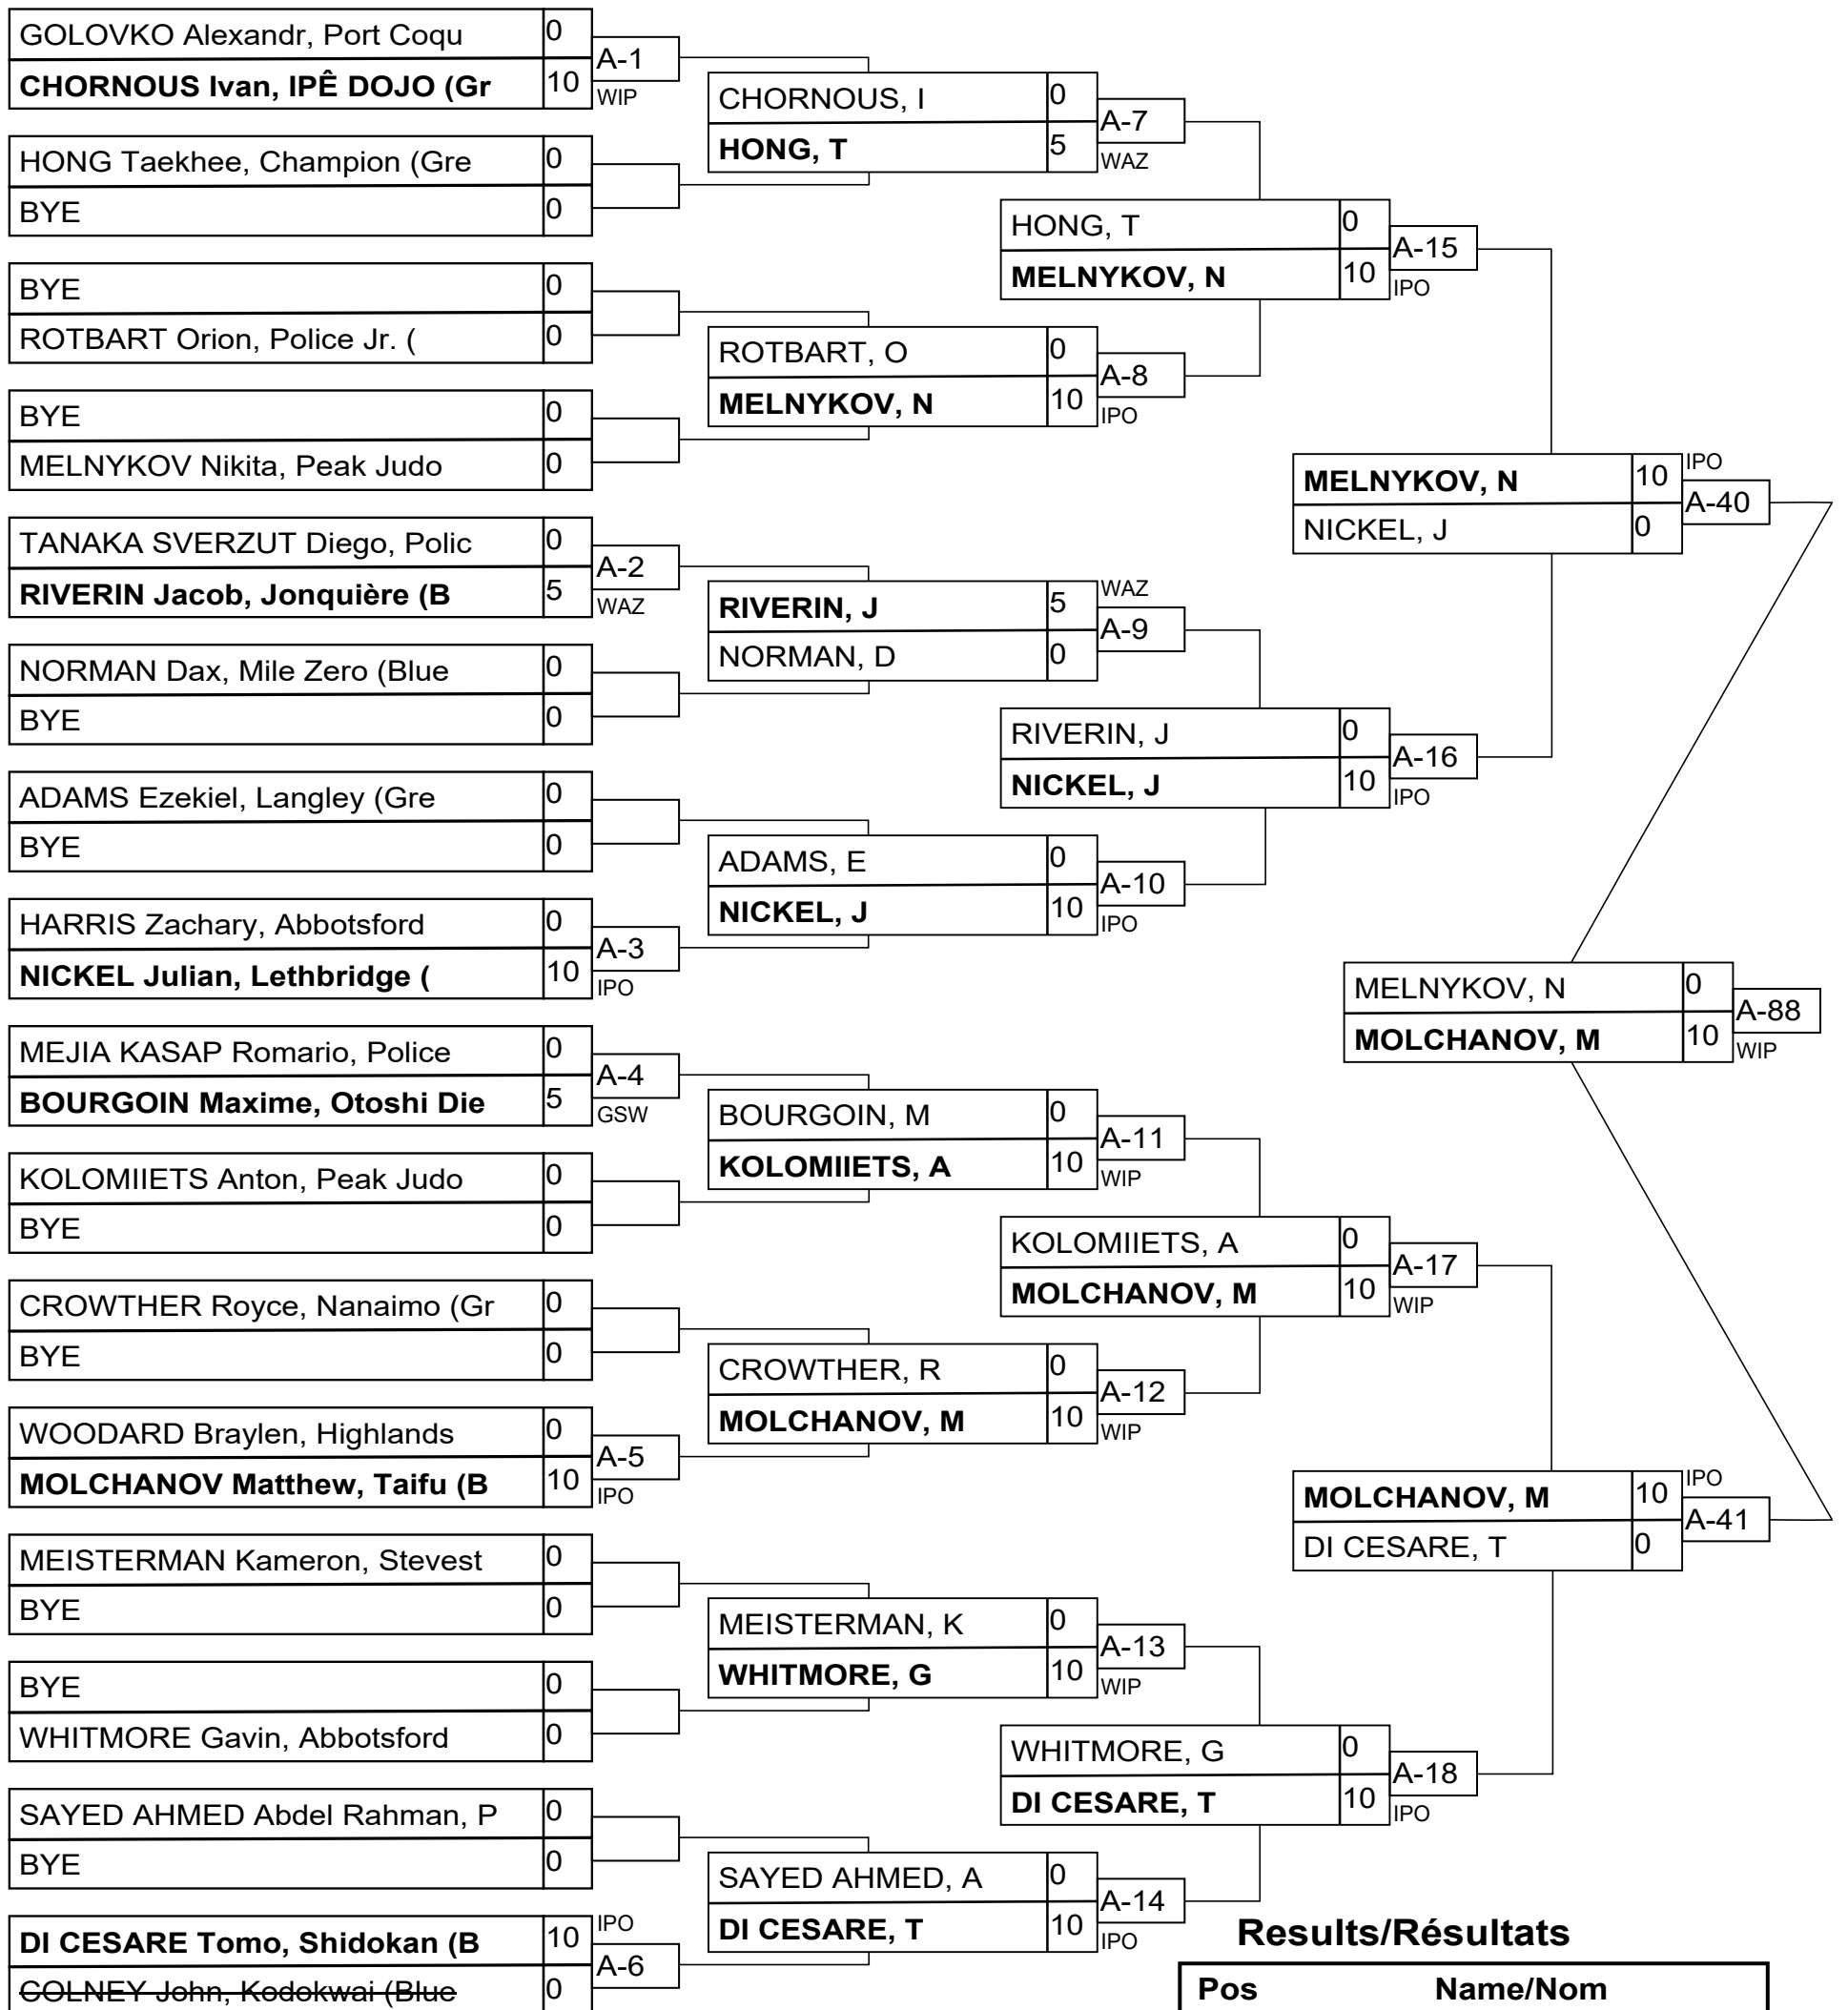 GOLOVKO Alexandr, Port Coqu 0
CHORNOUS Ivan, IPÊ DOJO (Gr 10
A-1
WIP
HONG Taekhee, Champion (Gre 0
BYE 0
BYE 0
ROTBART Orion, Police Jr. ( 0
BYE 0
MELNYKOV Nikita, Peak Judo 0
TANAKA SVERZUT Diego, Polic 0
RIVERIN Jacob, Jonquière (B 5
A-2
WAZ
NORMAN Dax, Mile Zero (Blue 0
BYE 0
ADAMS Ezekiel, Langley (Gre 0
BYE 0
HARRIS Zachary, Abbotsford 0
NICKEL Julian, Lethbridge ( 10
A-3
IPO
MEJIA KASAP Romario, Police 0
BOURGOIN Maxime, Otoshi Die 5
A-4
GSW
KOLOMIIETS Anton, Peak Judo 0
BYE 0
CROWTHER Royce, Nanaimo (Gr 0
BYE 0
WOODARD Braylen, Highlands 0
MOLCHANOV Matthew, Taifu (B 10
A-5
IPO
MEISTERMAN Kameron, Stevest 0
BYE 0
BYE 0
WHITMORE Gavin, Abbotsford 0
SAYED AHMED Abdel Rahman, P 0
BYE 0
DI CESARE Tomo, Shidokan (B 10
COLNEY John, Kodokwai (Blue 0
IPO
A-6
CHORNOUS, I 0
HONG, T 5
A-7
WAZ
ROTBART, O 0
MELNYKOV, N 10
A-8
IPO
RIVERIN, J 5
NORMAN, D 0
WAZ
A-9
ADAMS, E 0
NICKEL, J 10
A-10
IPO
BOURGOIN, M 0
KOLOMIIETS, A 10
A-11
WIP
CROWTHER, R 0
MOLCHANOV, M 10
A-12
WIP
MEISTERMAN, K 0
WHITMORE, G 10
A-13
WIP
SAYED AHMED, A 0
DI CESARE, T 10
A-14
IPO
HONG, T 0
MELNYKOV, N 10
A-15
IPO
RIVERIN, J 0
NICKEL, J 10
A-16
IPO
KOLOMIIETS, A 0
MOLCHANOV, M 10
A-17
WIP
WHITMORE, G 0
DI CESARE, T 10
A-18
IPO
MELNYKOV, N 10
NICKEL, J 0
IPO
A-40
MOLCHANOV, M 10
DI CESARE, T 0
IPO
A-41
MELNYKOV, N 0
MOLCHANOV, M 10
A-88
WIP
Results/Résultats
Pos Name/Nom